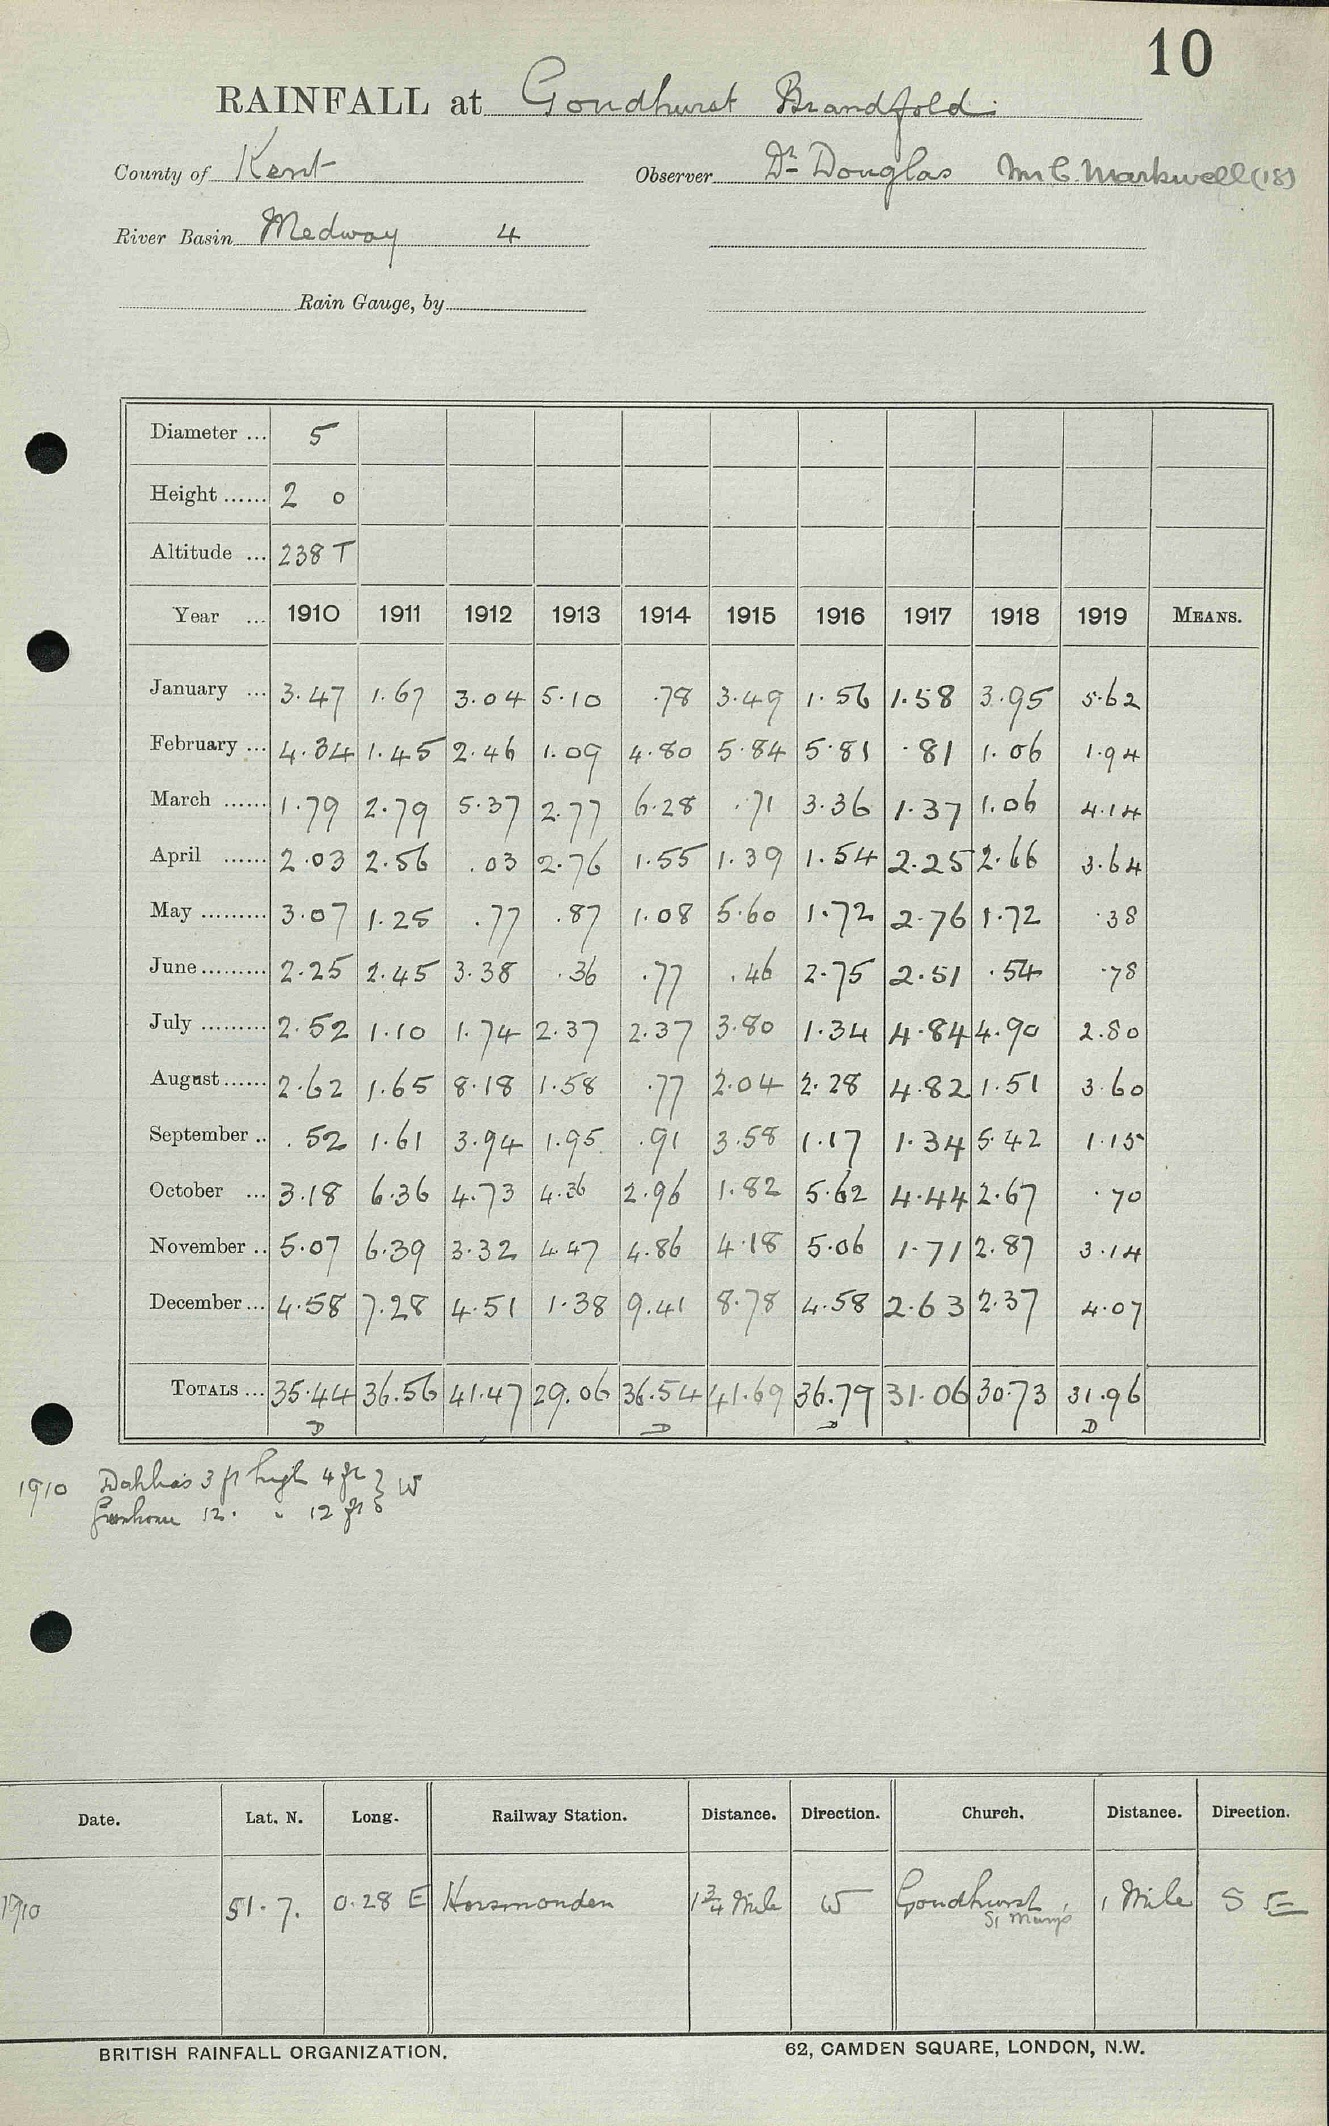 10
RAINFALL at Goudhurst Brandfold
County of Kent Observer Dr Douglas Mr C. Markwell (18)
River Basin Medway 4
Rain Gauge, by
Diameter ... 5
Height ...... 2 0
Altitude ... 238 T
Year ... 1910 1911 1912 1913 1914 1915 1916 1917 1918 1919 MEANS.
January ... 3.47 1.67 3.04 5.10 .78 3.49 1.56 1.58 3.95 5.62
February ... 4.34 1.45 2.46 1.09 4.80 5.84 5.81 .81 1.06 1.94
March ...... 1.79 2.79 5.37 2.77 6.28 .71 3.36 1.37 1.06 4.14
April ...... 2.03 2.56 .03 2.76 1.55 1.39 1.54 2.25 2.66 3.64
May ......... 3.07 1.25 .77 .87 1.08 5.60 1.72 2.76 1.72 .38
June ......... 2.25 2.45 3.38 .36 .77 .46 2.75 2.51 .54 .78
July ......... 2.52 1.10 1.74 2.37 2.37 3.80 1.34 4.84 4.90 2.80
August ...... 2.62 1.65 8.18 1.58 .77 2.04 2.28 4.82 1.51 3.60
September .. .52 1.61 3.94 1.95 .91 3.58 1.17 1.34 5.42 1.15
October ... 3.18 6.36 4.73 4.36 2.96 1.82 5.62 4.44 2.67 .70
November .. 5.07 6.39 3.32 4.47 4.86 4.18 5.06 1.71 2.87 3.14
December ... 4.58 7.28 4.51 1.38 9.41 8.78 4.58 2.63 2.37 4.07
TOTALS ... 35.44 36.56 41.47 29.06 36.54 41.69 36.79 31.06 30.73 31.96
D D D D
1910 Dahlias 3 ft high 4 ft } W
Greenhouse 12 " 12 ft
Date. Lat. N. Long. Railway Station. Distance. Direction. Church. Distance. Direction.
1910 51.7. 0.28 E Horsmonden 1 3/4 Mile W Goudhurst, 1 Mile S E
St Marys
BRITISH RAINFALL ORGANIZATION. 62, CAMDEN SQUARE, LONDON, N.W.